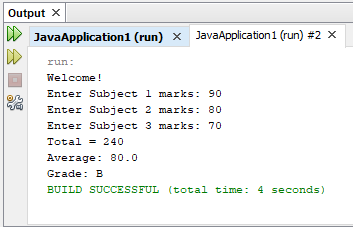 Output
JavaApplication1 (run)
JavaApplication1 (run) #2
run:
Welcome!
Enter Subject 1 marks: 90
Enter Subject 2 marks: 80
Enter Subject 3 marks: 70
Total = 240
Average: 80.0
Grade: B
BUILD SUCCESSFUL (total time: 4 seconds)